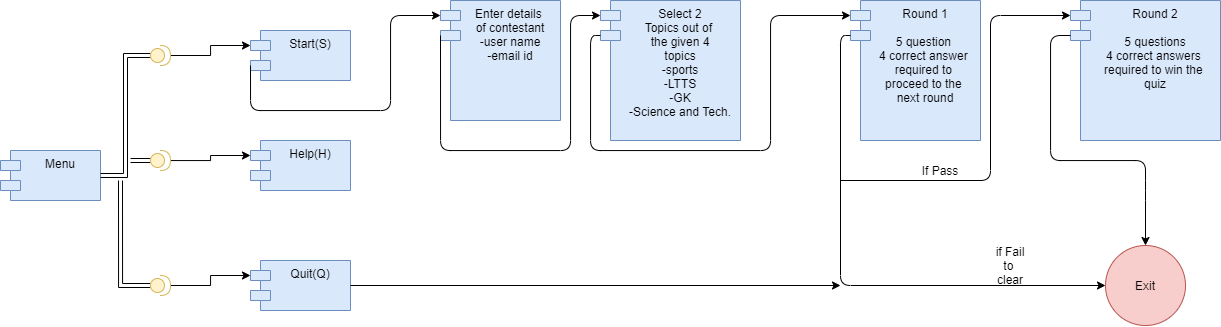 Menu
Start(S)
Help(H)
Quit(Q)
Enter details
of contestant
-user name
-email id
Select 2
Topics out of
the given 4
topics
-sports
-LTTS
-GK
-Science and Tech.
Round 1
5 question
4 correct answer
required to
proceed to the
next round
If Pass
if Fail
to
clear
Round 2
5 questions
4 correct answers
required to win the
quiz
Exit